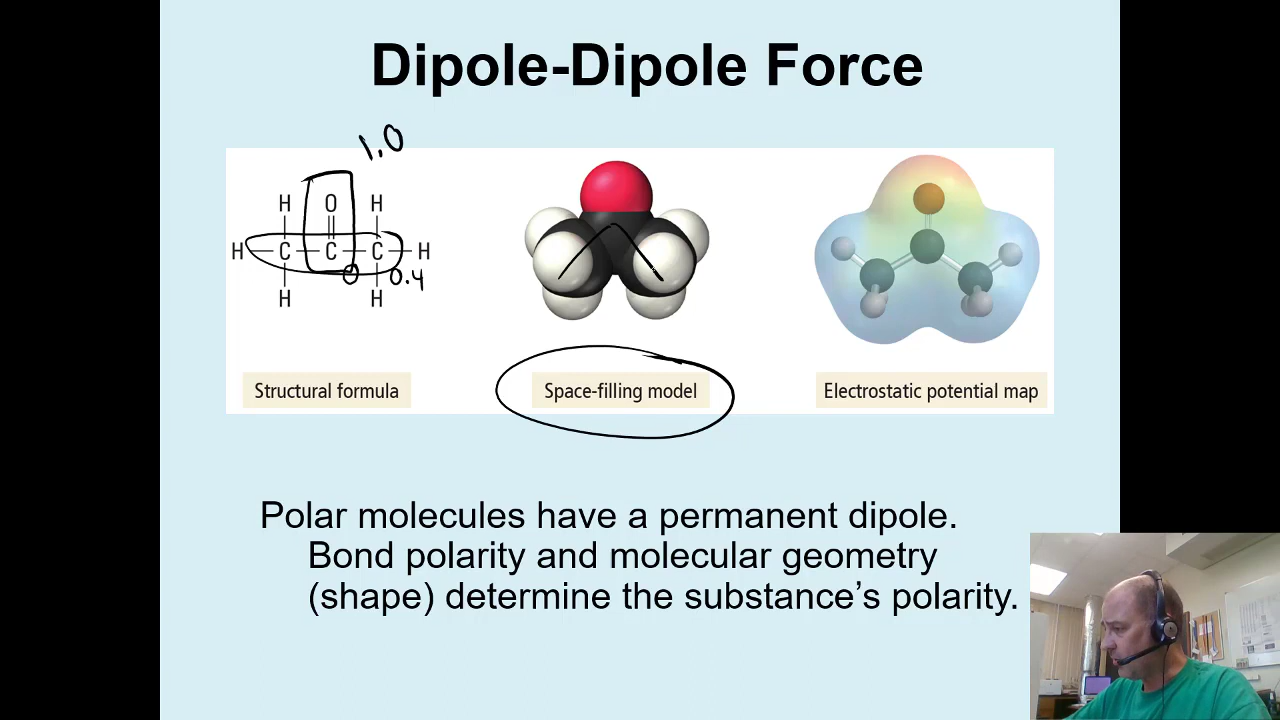 Dipole-Dipole Force
1.0
H O H
H C C C H
0 0.4
H H
Structural formula
Space-filling model
Electrostatic potential map
Polar molecules have a permanent dipole.
Bond polarity and molecular geometry
(shape) determine the substance’s polarity.